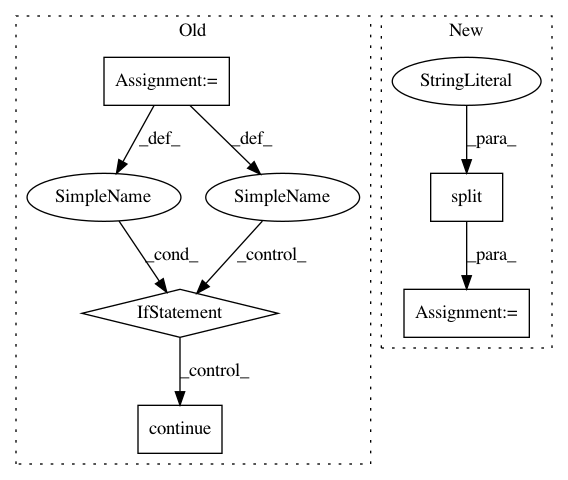 Old
New
Assignment:=
StringLiteral
_def_
_def_
_para_
SimpleName
SimpleName
split
_cond_
_control_
_para_
IfStatement
Assignment:=
_control_
continue